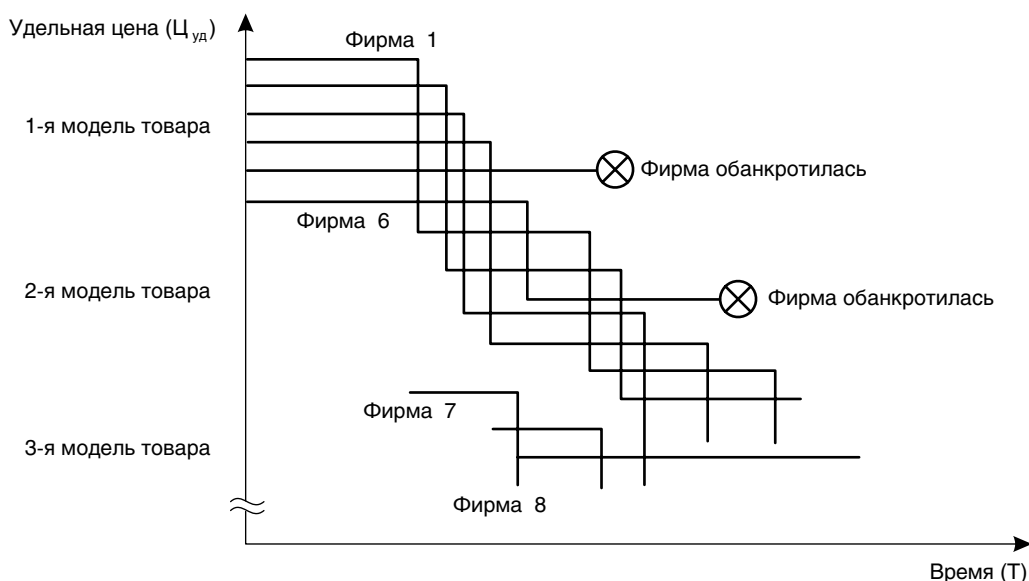 Удельная цена (Ц уд)
Фирма 1
1-я модель товара
Фирма обанкротилась
Фирма 6
2-я модель товара
Фирма обанкротилась
Фирма 7
3-я модель товара
Фирма 8
Время (Т)